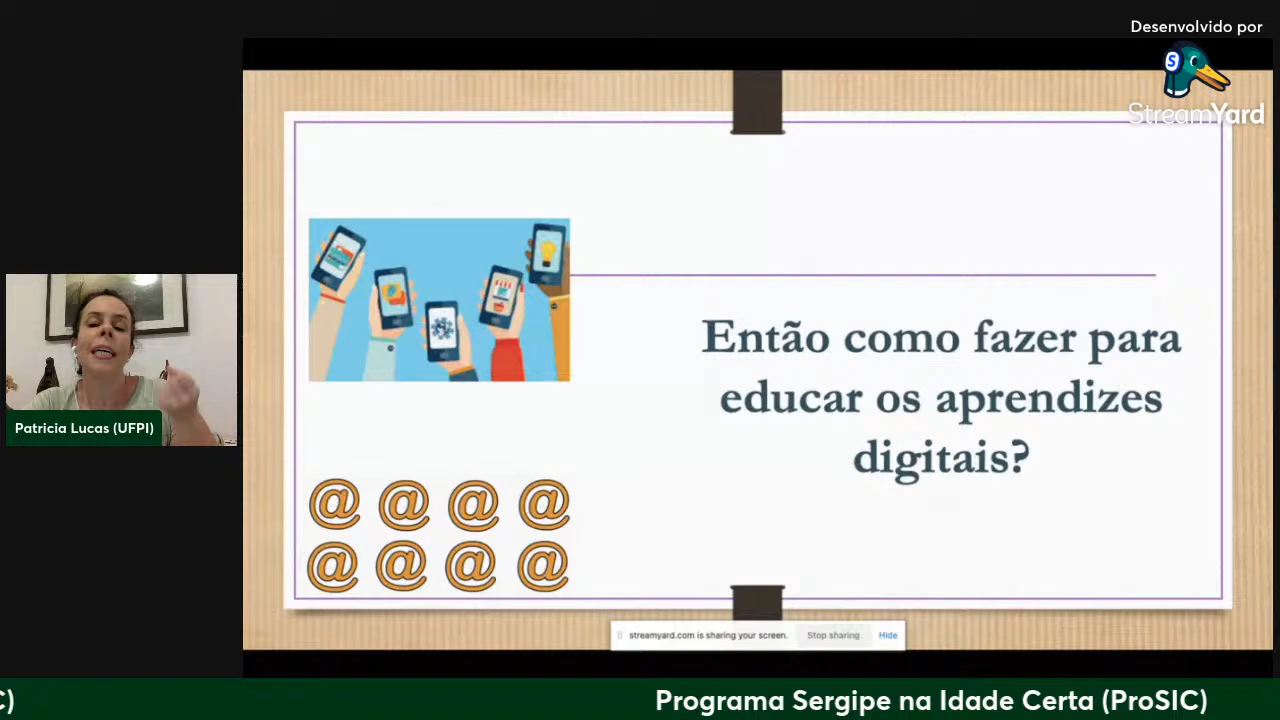 Desenvolvido por
StreamYard
Então como fazer para
educar os aprendizes
digitais?
@ @ @ @
@ @ @ @
Patricia Lucas (UFPI)
streamyard.com is sharing your screen.
Stop sharing
Hide
C)
Programa Sergipe na Idade Certa (ProSIC)